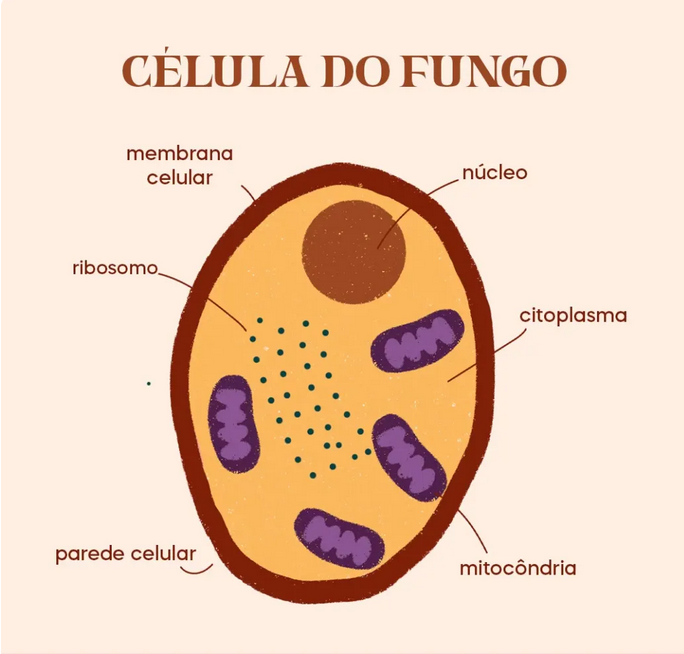 CÉLULA DO FUNGO
membrana
celular
núcleo
ribosomo
citoplasma
parede celular
mitocôndria